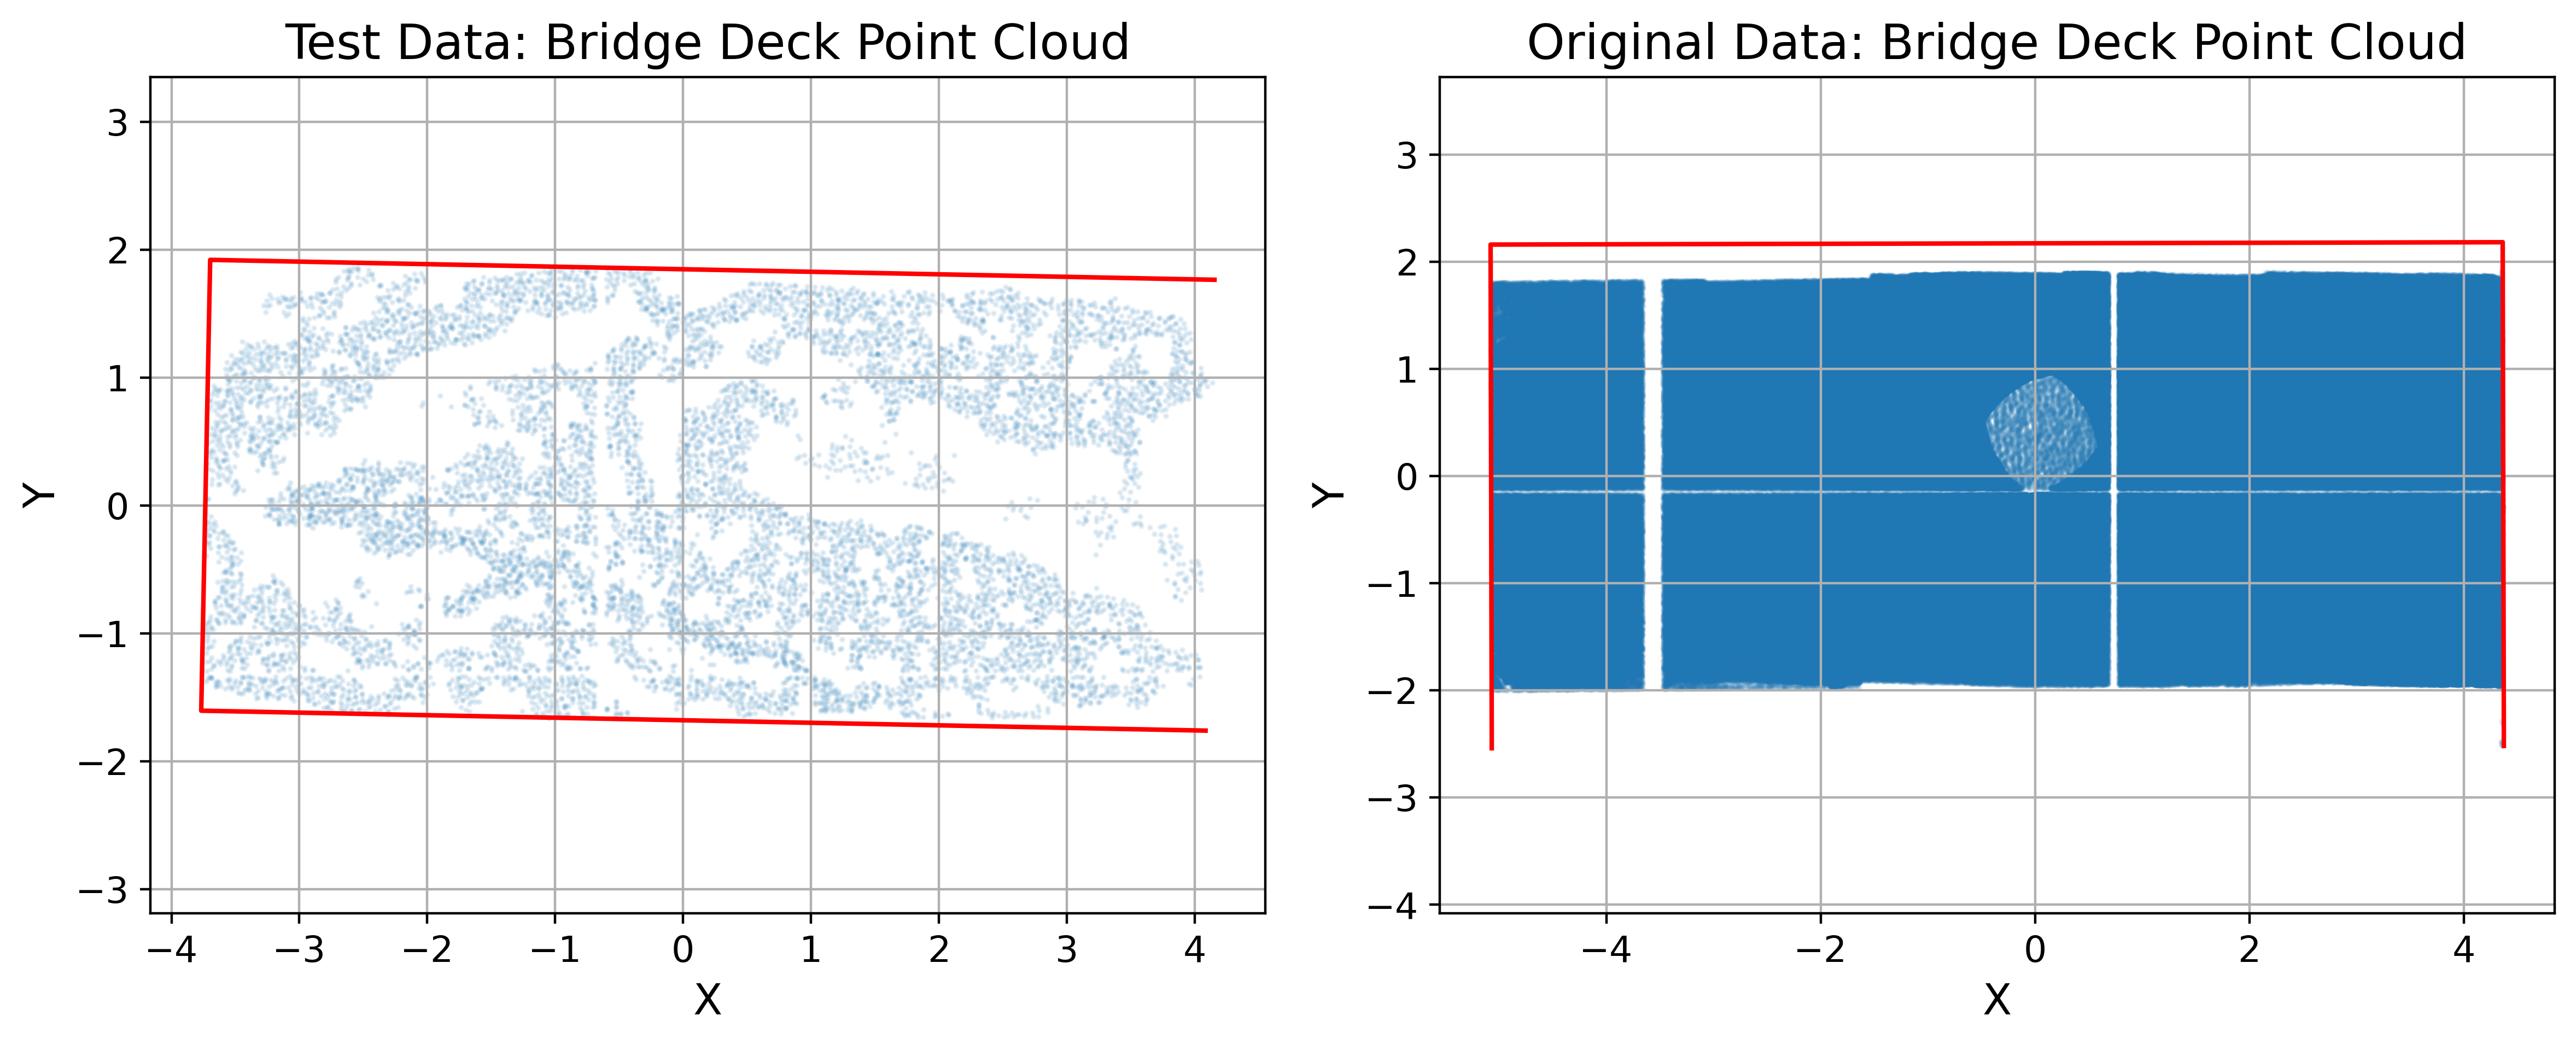 Test Data: Bridge Deck Point Cloud
3
2
1
0
−1
−2
−3
Y
−4 −3 −2 −1 0 1 2 3 4
X
Original Data: Bridge Deck Point Cloud
3
2
1
0
−1
−2
−3
−4
Y
−4 −2 0 2 4
X